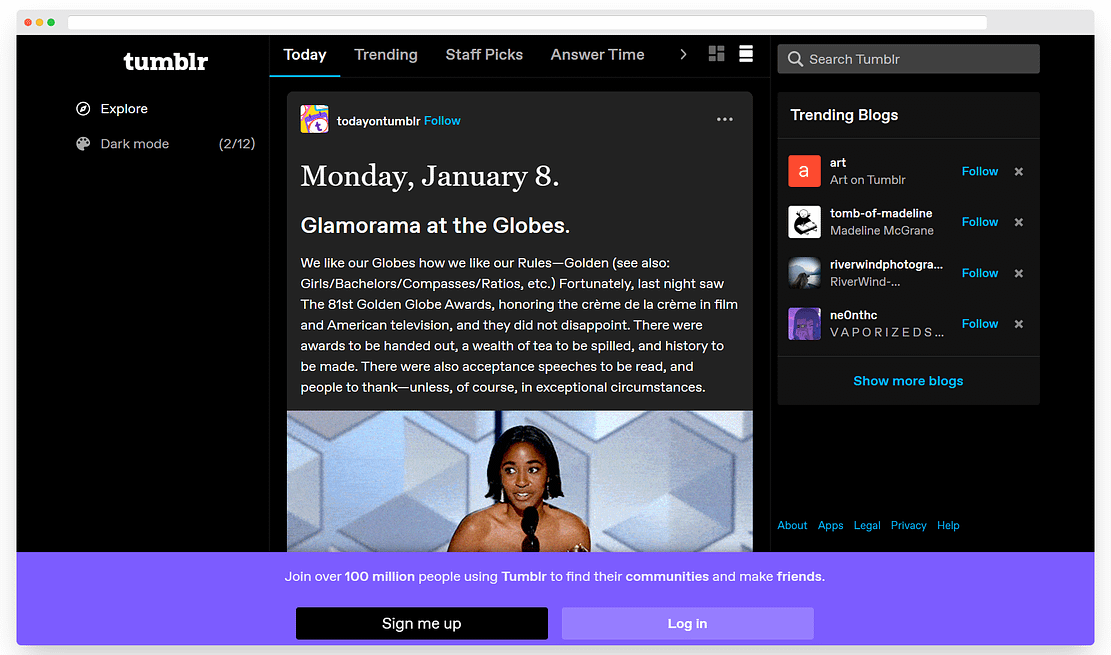 tumblr
Explore
Dark mode (2/12)
Today Trending Staff Picks Answer Time
todayontumblr Follow
Monday, January 8.
Glamorama at the Globes.
We like our Globes how we like our Rules—Golden (see also:
Girls/Bachelors/Compasses/Ratios, etc.) Fortunately, last night saw
The 81st Golden Globe Awards, honoring the crème de la crème in film
and American television, and they did not disappoint. There were
awards to be handed out, a wealth of tea to be spilled, and history to
be made. There were also acceptance speeches to be read, and
people to thank—unless, of course, in exceptional circumstances.
Search Tumblr
Trending Blogs
a
art
Art on Tumblr
Follow
tomb-of-madeline
Madeline McGrane
Follow
riverwindphotogra...
RiverWind-...
Follow
ne0nthc
V A P O R I Z E D S ...
Follow
Show more blogs
About Apps Legal Privacy Help
Join over 100 million people using Tumblr to find their communities and make friends.
Sign me up
Log in